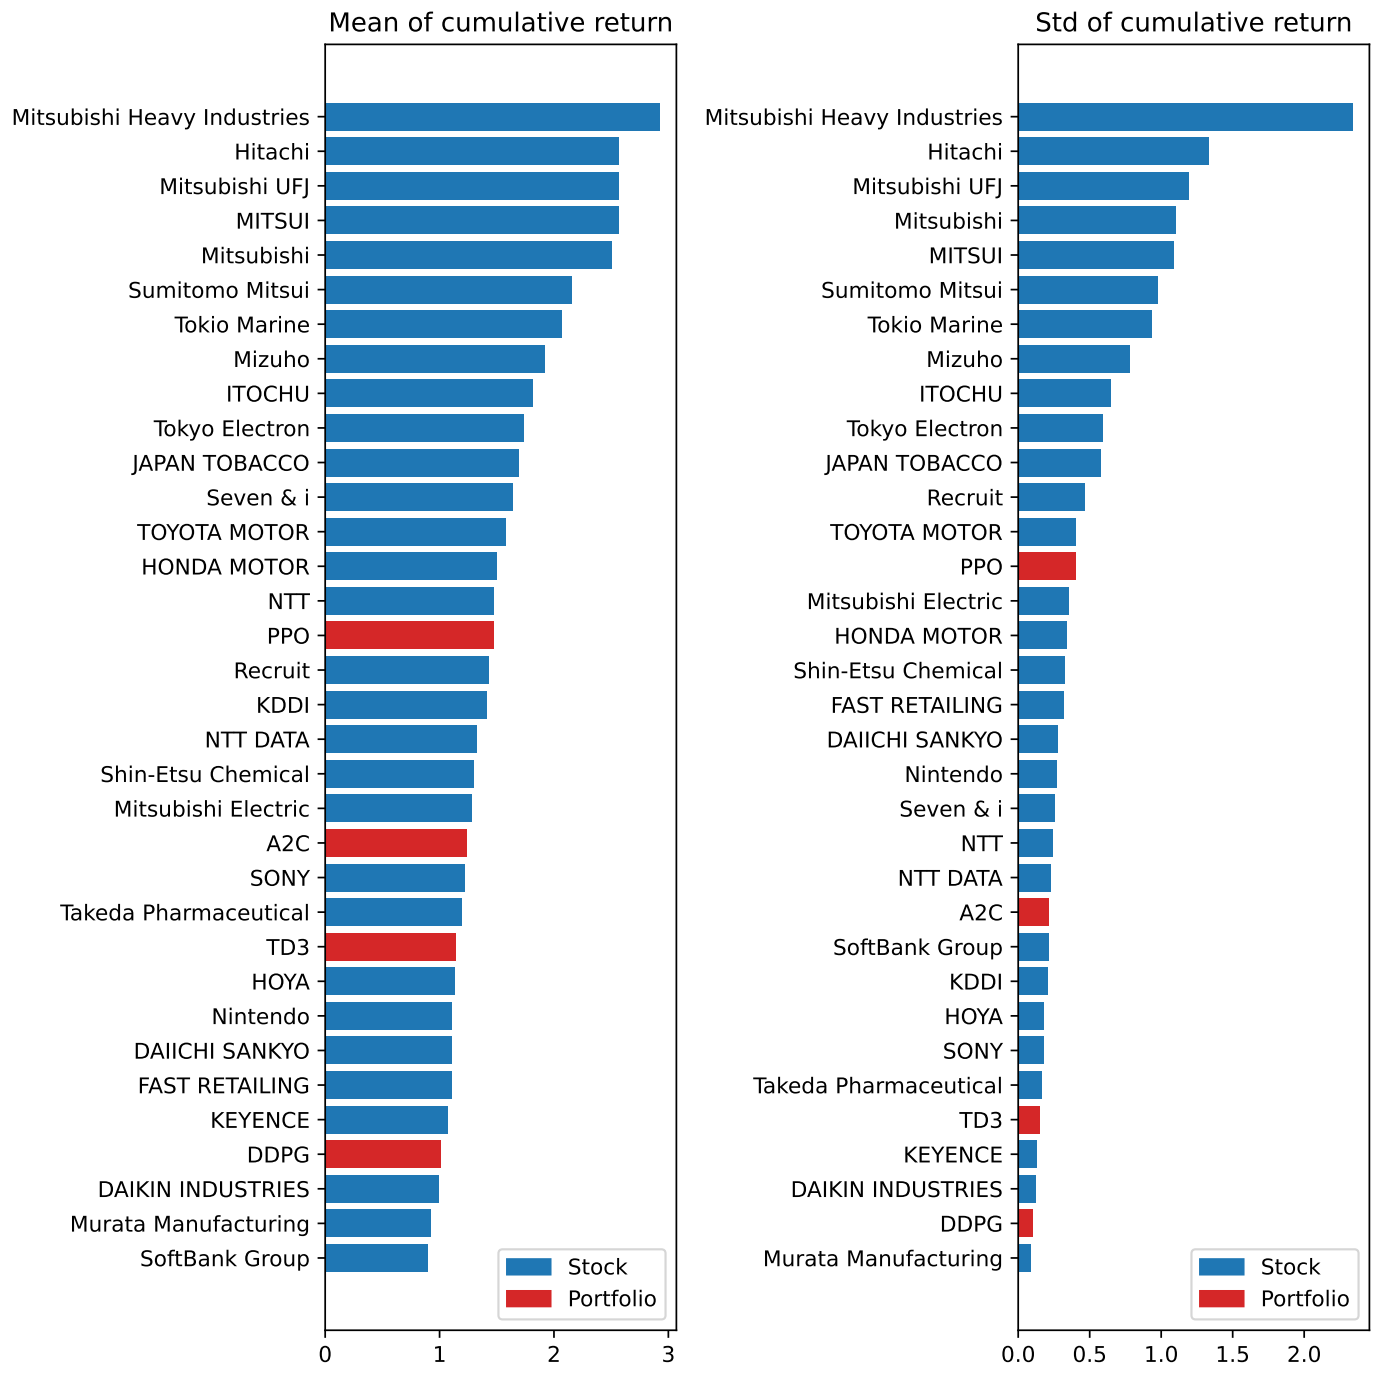 Mean of cumulative return
Mitsubishi Heavy Industries
Hitachi
Mitsubishi UFJ
MITSUI
Mitsubishi
Sumitomo Mitsui
Tokio Marine
Mizuho
ITOCHU
Tokyo Electron
JAPAN TOBACCO
Seven & i
TOYOTA MOTOR
HONDA MOTOR
NTT
PPO
Recruit
KDDI
NTT DATA
Shin-Etsu Chemical
Mitsubishi Electric
A2C
SONY
Takeda Pharmaceutical
TD3
HOYA
Nintendo
DAIICHI SANKYO
FAST RETAILING
KEYENCE
DDPG
DAIKIN INDUSTRIES
Murata Manufacturing
SoftBank Group
Stock
Portfolio
0 1 2 3
Std of cumulative return
Mitsubishi Heavy Industries
Hitachi
Mitsubishi UFJ
Mitsubishi
MITSUI
Sumitomo Mitsui
Tokio Marine
Mizuho
ITOCHU
Tokyo Electron
JAPAN TOBACCO
Recruit
TOYOTA MOTOR
PPO
Mitsubishi Electric
HONDA MOTOR
Shin-Etsu Chemical
FAST RETAILING
DAIICHI SANKYO
Nintendo
Seven & i
NTT
NTT DATA
A2C
SoftBank Group
KDDI
HOYA
SONY
Takeda Pharmaceutical
TD3
KEYENCE
DAIKIN INDUSTRIES
DDPG
Murata Manufacturing
Stock
Portfolio
0.0 0.5 1.0 1.5 2.0